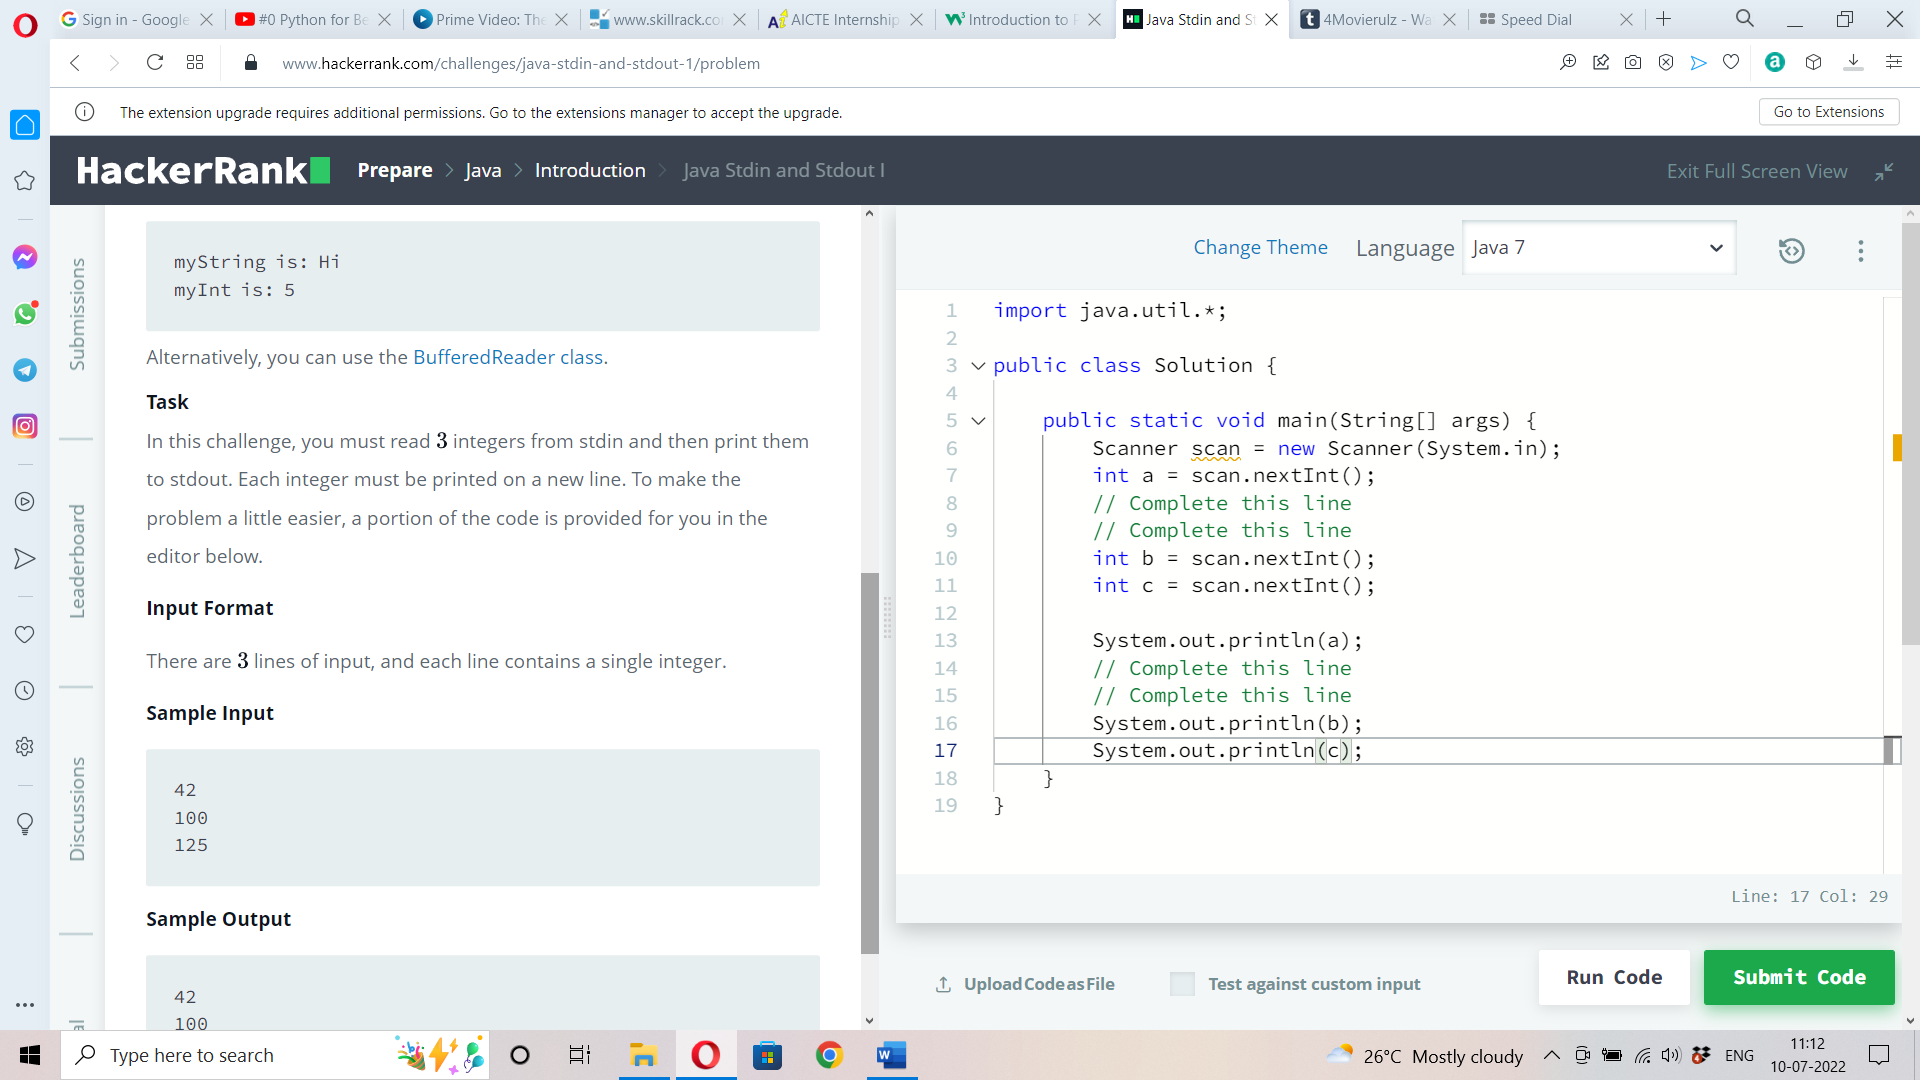 Sign in - Google
#0 Python for Be
Prime Video: The
www.skillrack.co
AICTE Internship
Introduction to P
Java Stdin and St
4Movierulz - Wa
Speed Dial
www.hackerrank.com/challenges/java-stdin-and-stdout-1/problem
The extension upgrade requires additional permissions. Go to the extensions manager to accept the upgrade.
Go to Extensions
HackerRank
Prepare > Java > Introduction > Java Stdin and Stdout I
Exit Full Screen View
Submissions
Leaderboard
Discussions
myString is: Hi
myInt is: 5
Alternatively, you can use the BufferedReader class.
Task
In this challenge, you must read 3 integers from stdin and then print them
to stdout. Each integer must be printed on a new line. To make the
problem a little easier, a portion of the code is provided for you in the
editor below.
Input Format
There are 3 lines of input, and each line contains a single integer.
Sample Input
42
100
125
Sample Output
42
100
Change Theme
Language
Java 7
1 import java.util.*;
2
3 public class Solution {
4
5 public static void main(String[] args) {
6 Scanner scan = new Scanner(System.in);
7 int a = scan.nextInt();
8 // Complete this line
9 // Complete this line
10 int b = scan.nextInt();
11 int c = scan.nextInt();
12
13 System.out.println(a);
14 // Complete this line
15 // Complete this line
16 System.out.println(b);
17 System.out.println(c);
18 }
19 }
Line: 17 Col: 29
Upload Code as File
Test against custom input
Run Code
Submit Code
Type here to search
26°C Mostly cloudy
ENG
11:12
10-07-2022